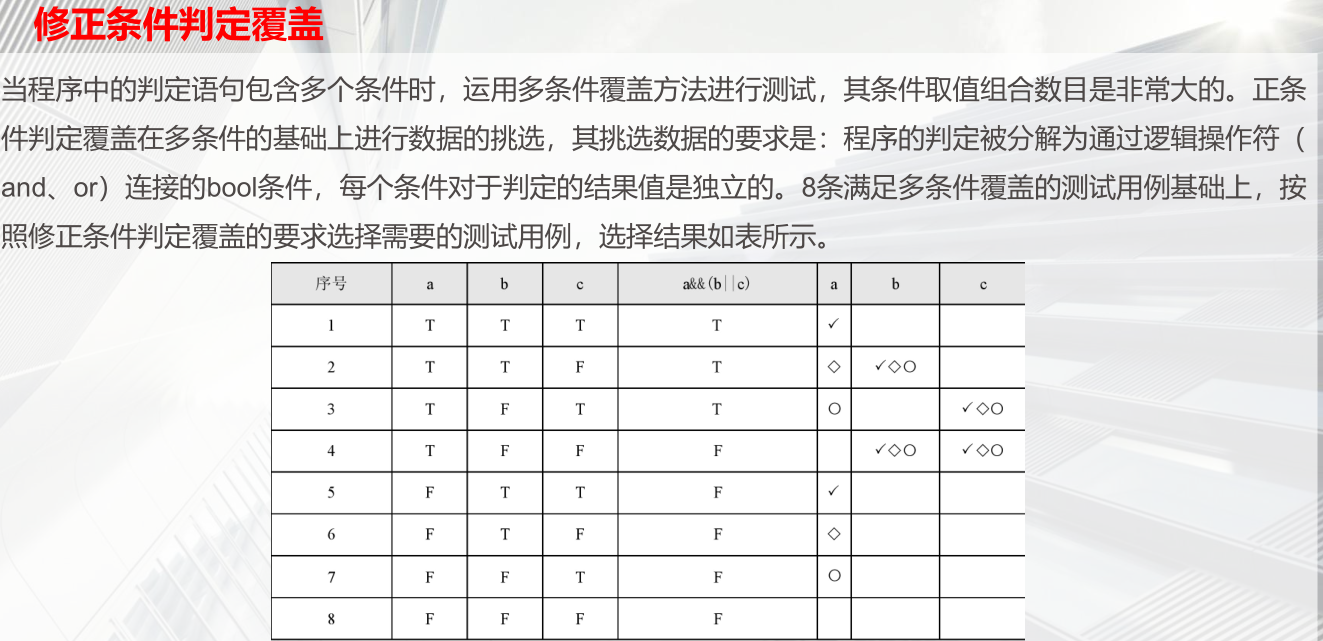 修正条件判定覆盖
当程序中的判定语句包含多个条件时，运用多条件覆盖方法进行测试，其条件取值组合数目是非常大的。正条
件判定覆盖在多条件的基础上进行数据的挑选，其挑选数据的要求是：程序的判定被分解为通过逻辑操作符（
and、or）连接的bool条件，每个条件对于判定的结果值是独立的。8条满足多条件覆盖的测试用例基础上，按
照修正条件判定覆盖的要求选择需要的测试用例，选择结果如表所示。
序号 a b c a&&(b||c) a b c
1 T T T T ✓
2 T T F T ◇ ✓◇○
3 T F T T ○ ✓◇○
4 T F F F ✓◇○ ✓◇○
5 F T T F ✓
6 F T F F ◇
7 F F T F ○
8 F F F F